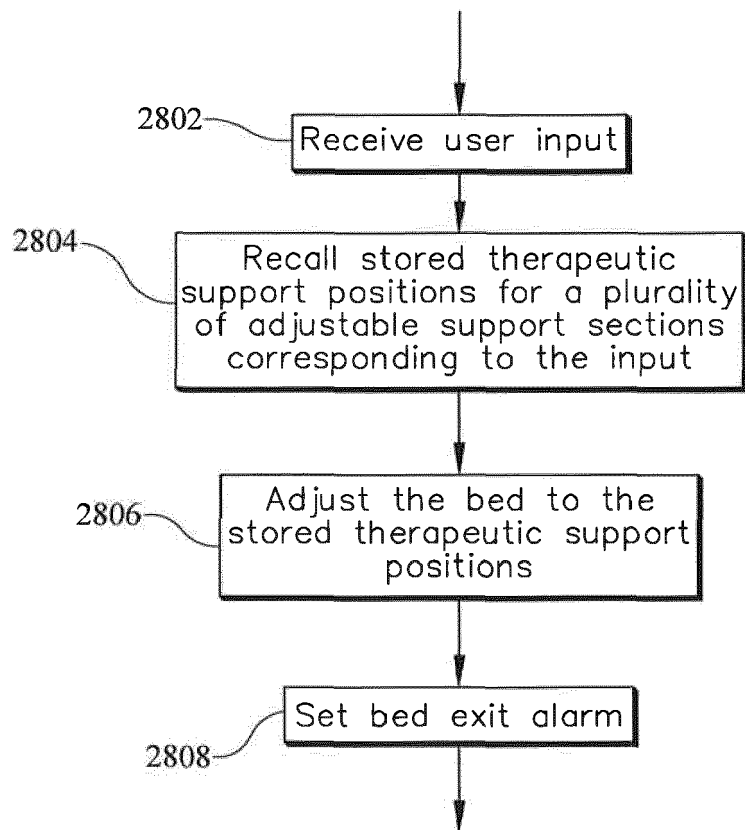 2802
Receive user input
2804
Recall stored therapeutic
support positions for a plurality
of adjustable support sections
corresponding to the input
2806
Adjust the bed to the
stored therapeutic support
positions
Set bed exit alarm
2808